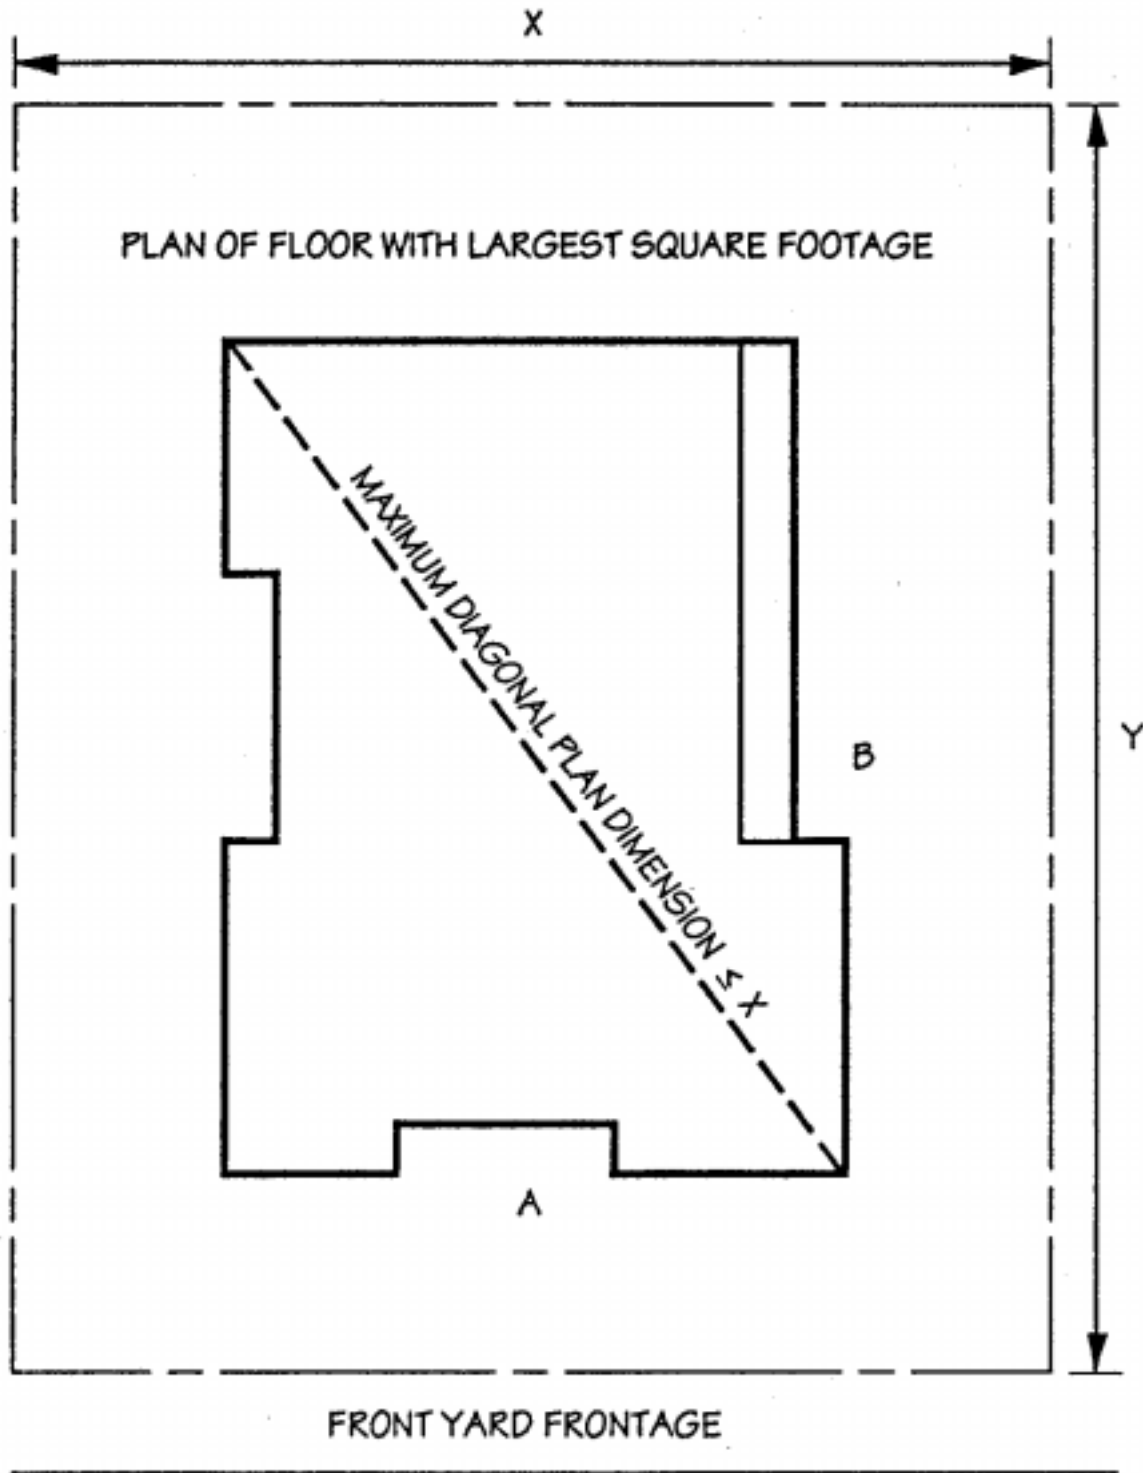 X
PLAN OF FLOOR WITH LARGEST SQUARE FOOTAGE
MAXIMUM DIAGONAL PLAN DIMENSION ≤ X
B
Y
A
FRONT YARD FRONTAGE